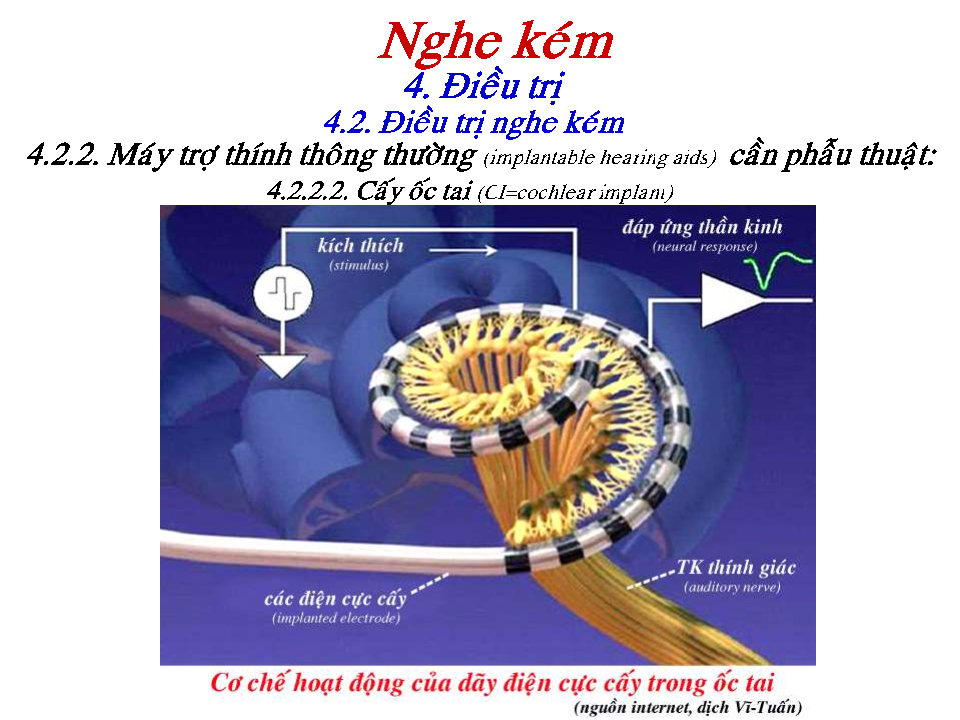 Nghe kém
4. Điều trị
4.2. Điều trị nghe kém
4.2.2. Máy trợ thính thông thường (implantable hearing aids) cần phẫu thuật:
4.2.2.2. Cấy ốc tai (CI=cochlear implant)
kích thích
(stimulus)
đáp ứng thần kinh
(neural response)
TK thính giác
(auditory nerve)
các điện cực cấy
(implanted electrode)
Cơ chế hoạt động của dãy điện cực cấy trong ốc tai
(nguồn internet, dịch Vĩ-Tuấn)